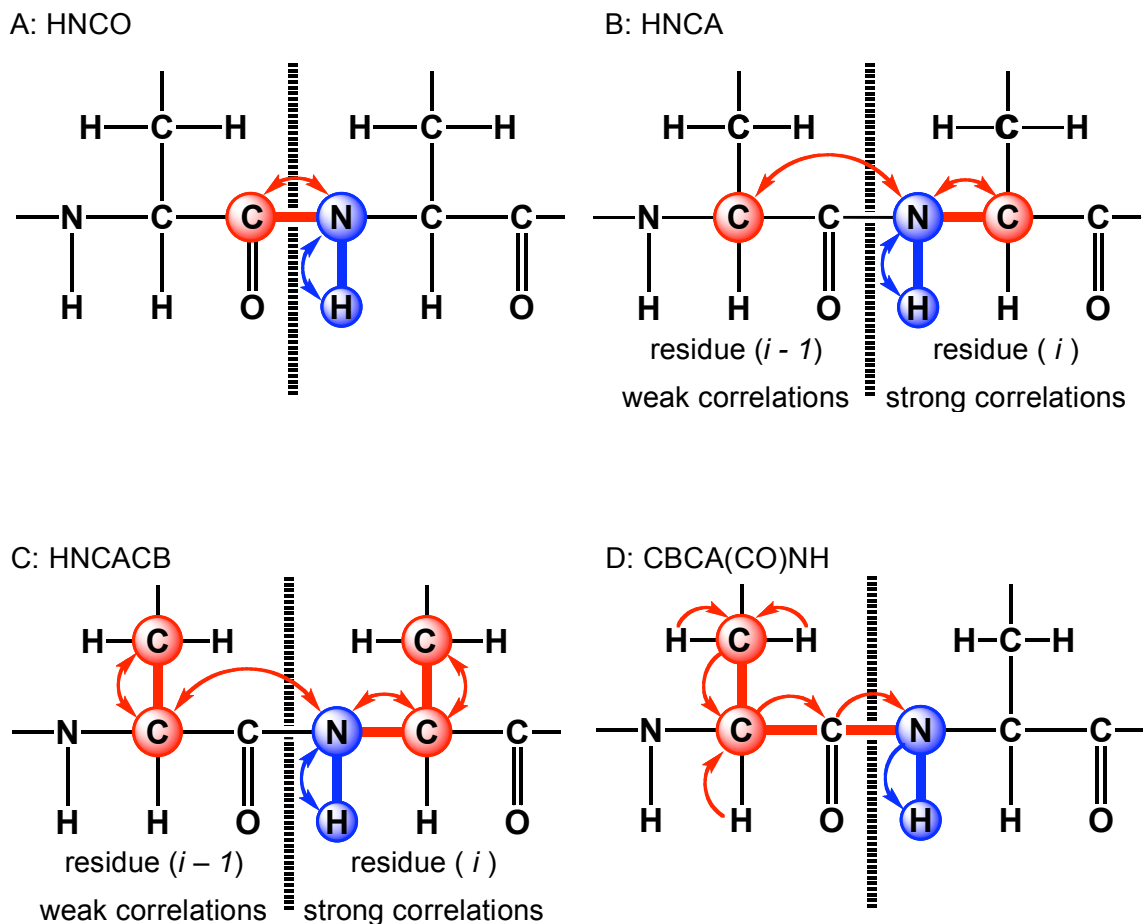 A: HNCO
B: HNCA
H C H H C H
H C H H C H
N C C N C C
N C C N C C
H H O H H O
H H O H H O
residue (i - 1) residue ( i )
weak correlations strong correlations
C: HNCACB
D: CBCA(CO)NH
H C H H C H
H C H H C H
N C C N C C
N C C N C C
H H O H H O
H H O H H O
residue (i – 1) residue ( i )
weak correlations strong correlations